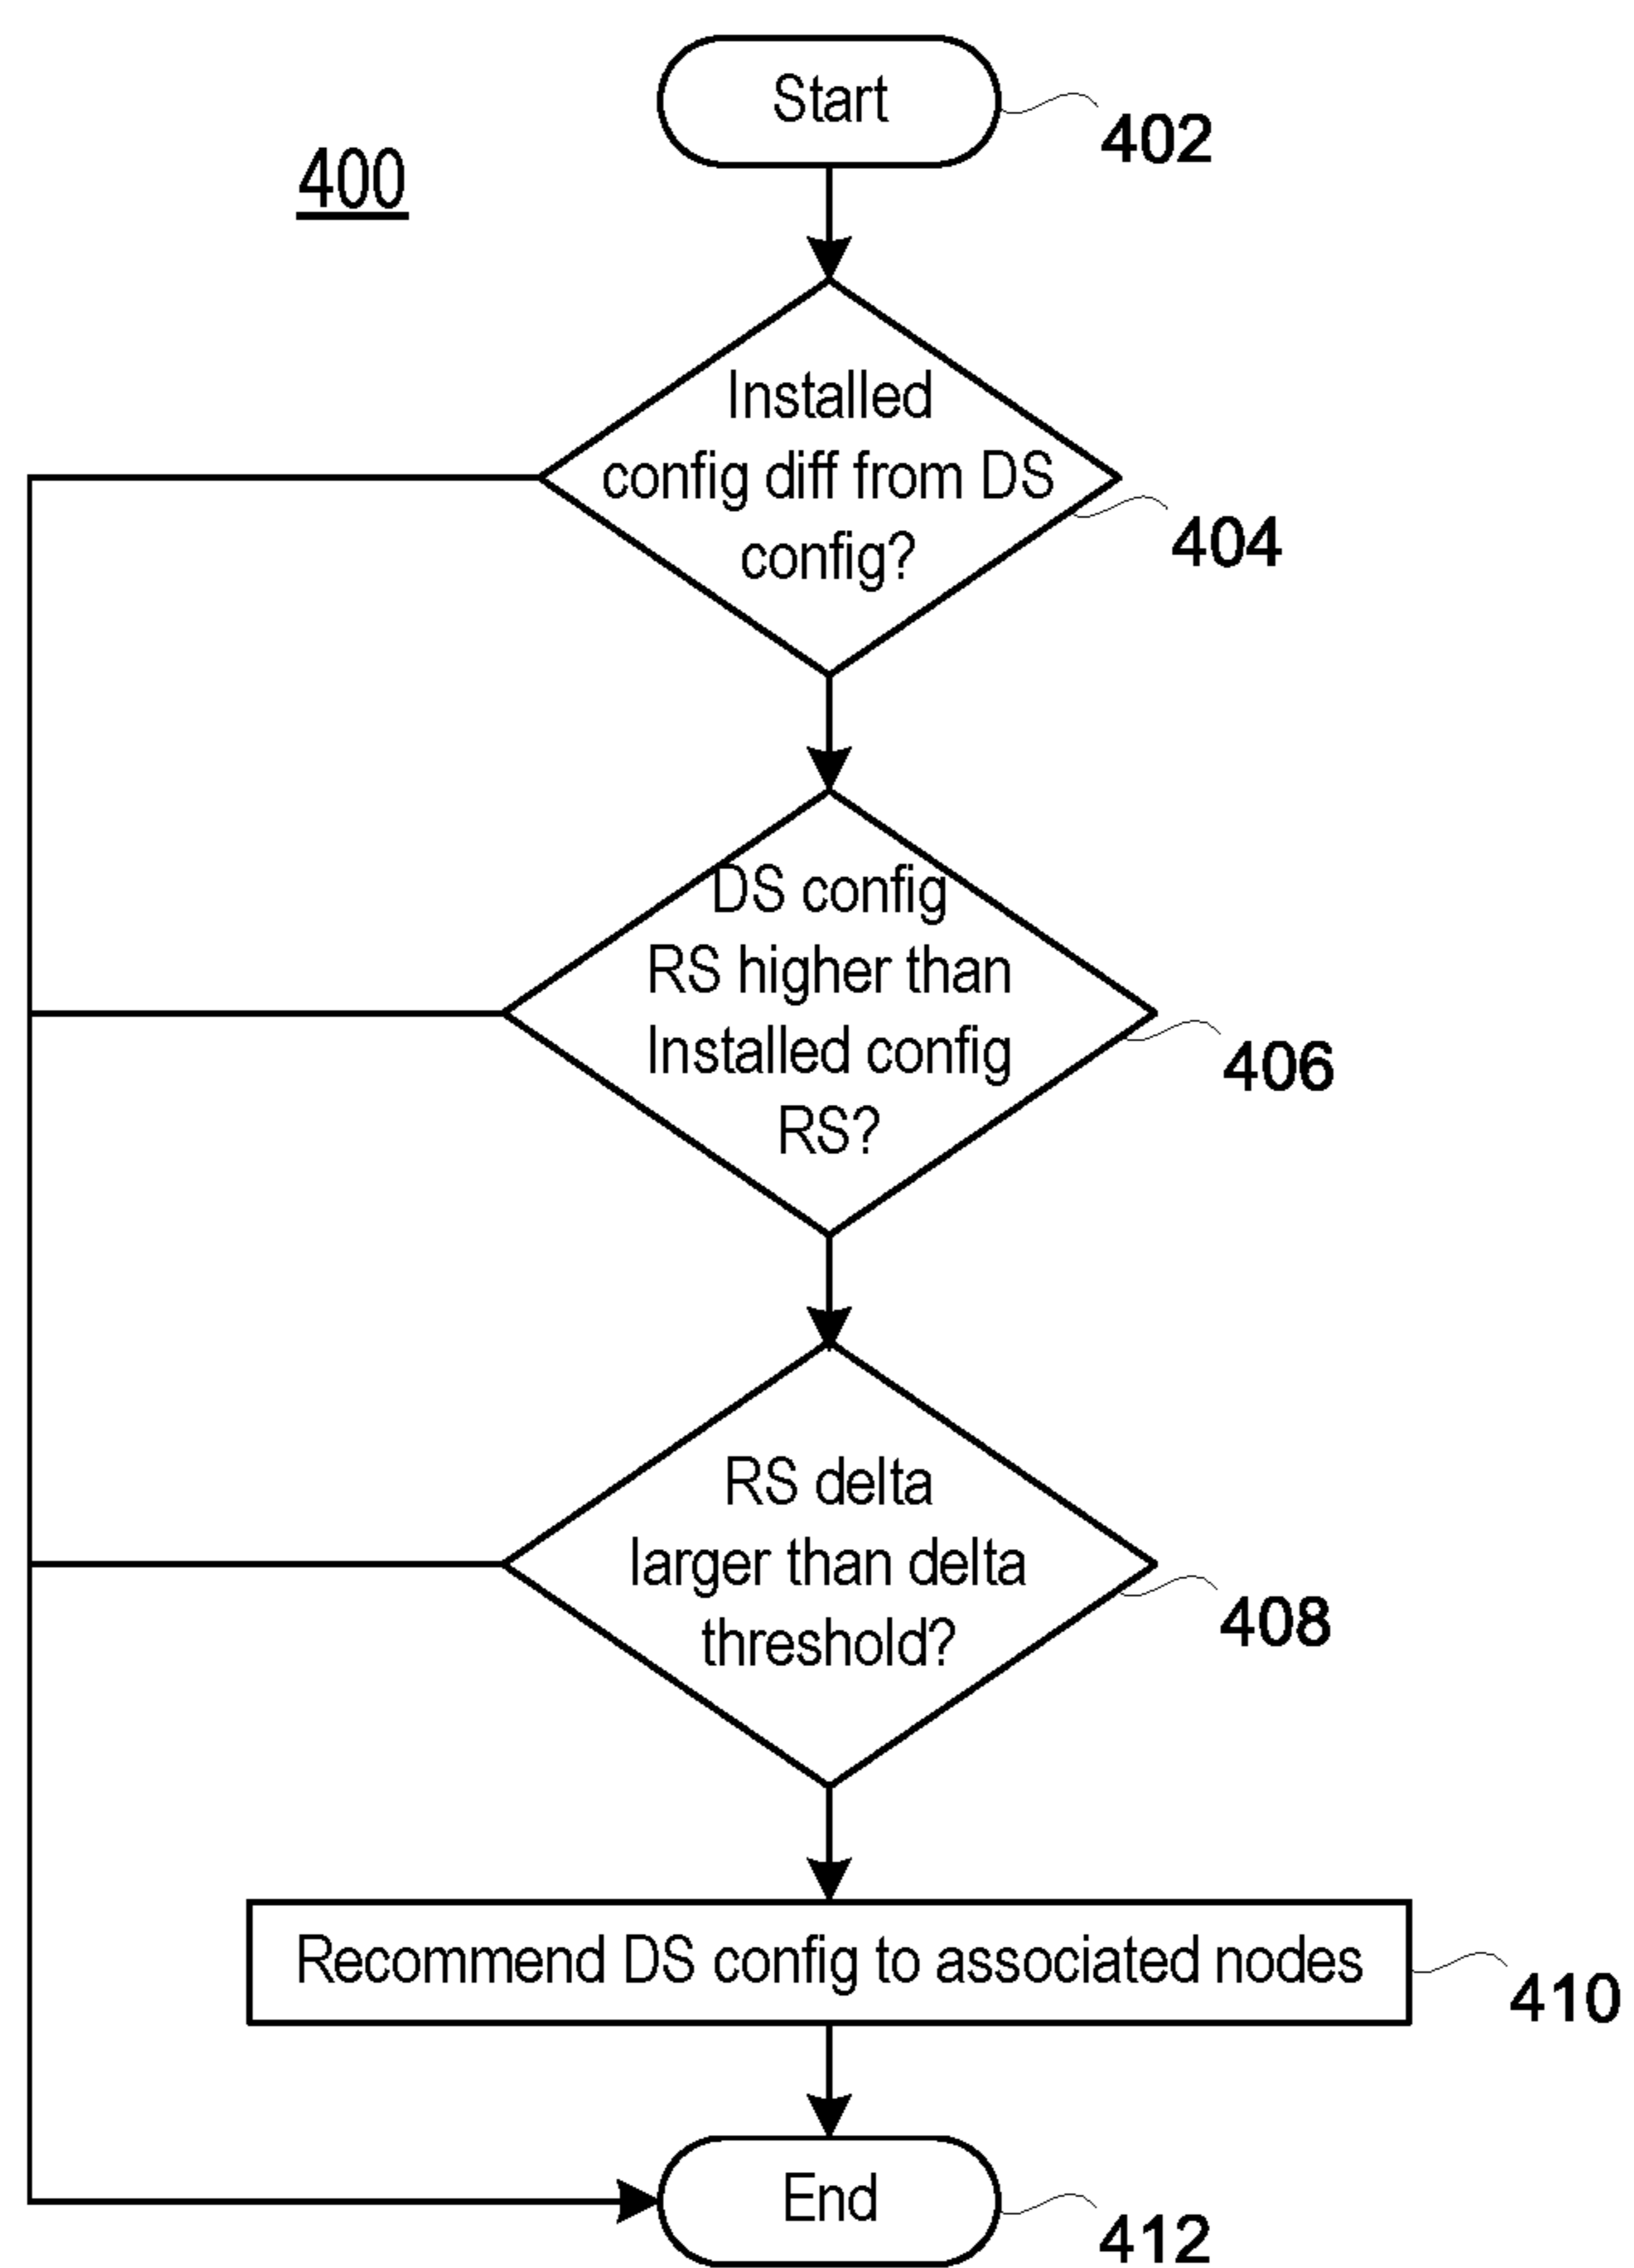 Start
402
400
Installed
config diff from DS
config?
404
DS config
RS higher than
Installed config
RS?
406
RS delta
larger than delta
threshold?
408
Recommend DS config to associated nodes
410
End
412